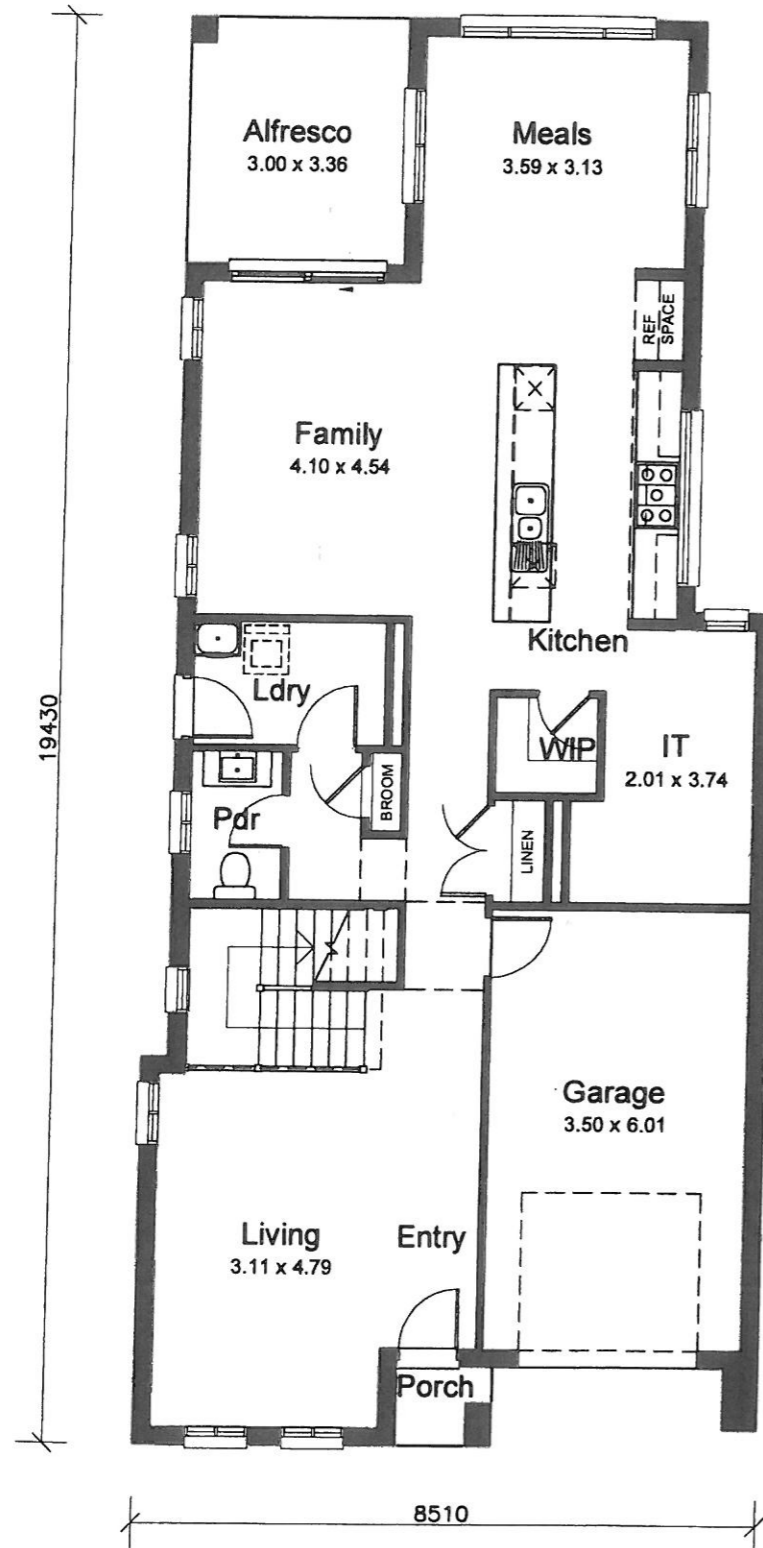 Alfresco
3.00 x 3.36
Meals
3.59 x 3.13
REF
SPACE
Family
4.10 x 4.54
Kitchen
Ldry
WIP
IT
2.01 x 3.74
BROOM
Pdr
LINEN
19430
Garage
3.50 x 6.01
Living
3.11 x 4.79
Entry
Porch
8510